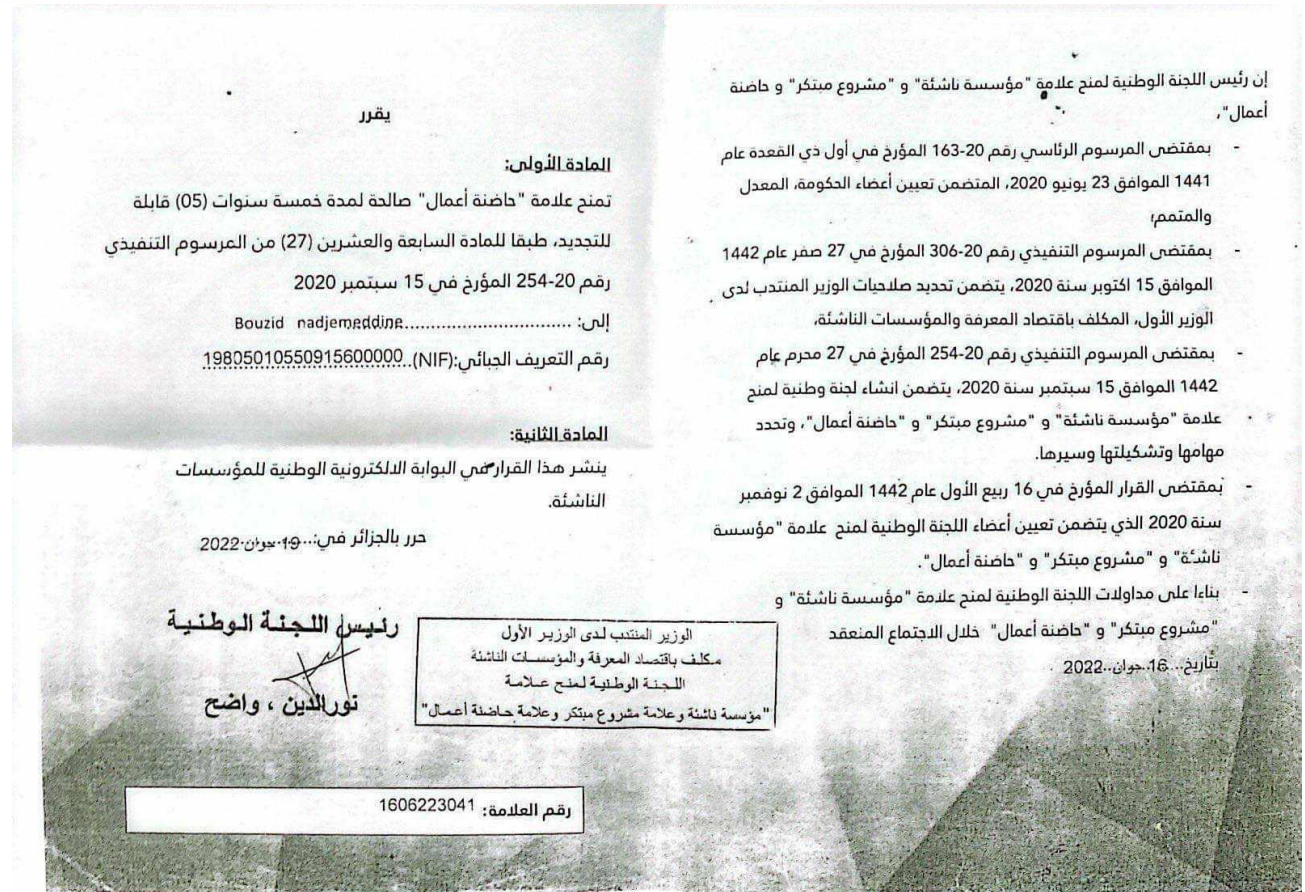 إن رئيس اللجنة الوطنية لمنح علامة "مؤسسة ناشئة" و "مشروع مبتكر" و حاضنة
أعمال"،
- بمقتضى المرسوم الرئاسي رقم 20-163 المؤرخ في أول ذي القعدة عام
1441 الموافق 23 يونيو 2020، المتضمن تعيين أعضاء الحكومة، المعدل
والمتمم؛
- بمقتضى المرسوم التنفيذي رقم 20-306 المؤرخ في 27 صفر عام 1442
الموافق 15 اكتوبر سنة 2020، يتضمن تحديد صلاحيات الوزير المنتدب لدى
الوزير الأول، المكلف باقتصاد المعرفة والمؤسسات الناشئة،
- بمقتضى المرسوم التنفيذي رقم 20-254 المؤرخ في 27 محرم عام
1442 الموافق 15 سبتمبر سنة 2020، يتضمن انشاء لجنة وطنية لمنح
علامة "مؤسسة ناشئة" و "مشروع مبتكر" و "حاضنة أعمال"، وتحدد
مهامها وتشكيلتها وسيرها.
- بمقتضى القرار المؤرخ في 16 ربيع الأول عام 1442 الموافق 2 نوفمبر
سنة 2020 الذي يتضمن تعيين أعضاء اللجنة الوطنية لمنح علامة "مؤسسة
ناشئة" و "مشروع مبتكر" و "حاضنة أعمال".
- بناءا على مداولات اللجنة الوطنية لمنح علامة "مؤسسة ناشئة" و
"مشروع مبتكر" و "حاضنة أعمال" خلال الاجتماع المنعقد
بتاريخ...16 جوان 2022
يقرر
المادة الأولى:
تمنح علامة "حاضنة أعمال" صالحة لمدة خمسة سنوات (05) قابلة
للتجديد، طبقا للمادة السابعة والعشرين (27) من المرسوم التنفيذي
رقم 20-254 المؤرخ في 15 سبتمبر 2020
إلى: ..............................Bouzid nadjemeddine
رقم التعريف الجبائي:(NIF)..19805010550915600000
المادة الثانية:
ينشر هذا القرار في البوابة الالكترونية الوطنية للمؤسسات
الناشئة.
حرر بالجزائر في:...19 جوان 2022
رئيس اللجنة الوطنية
نورالدين ، واضح
الوزير المنتدب لدى الوزير الأول
مكلف باقتصاد المعرفة والمؤسسات الناشئة
اللجنة الوطنية لمنح علامة
"مؤسسة ناشئة وعلامة مشروع مبتكر وعلامة حاضنة أعمال"
رقم العلامة: 1606223041